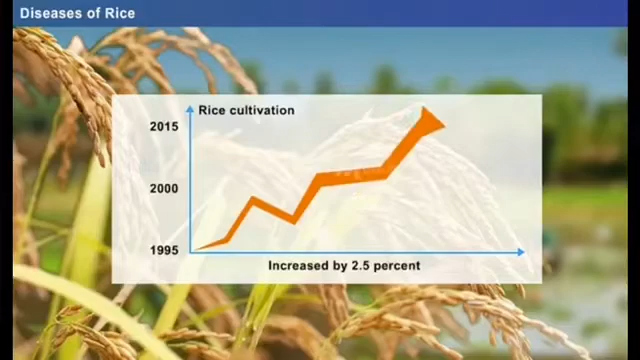 Diseases of Rice
Rice cultivation
2015
2000
1995
Increased by 2.5 percent